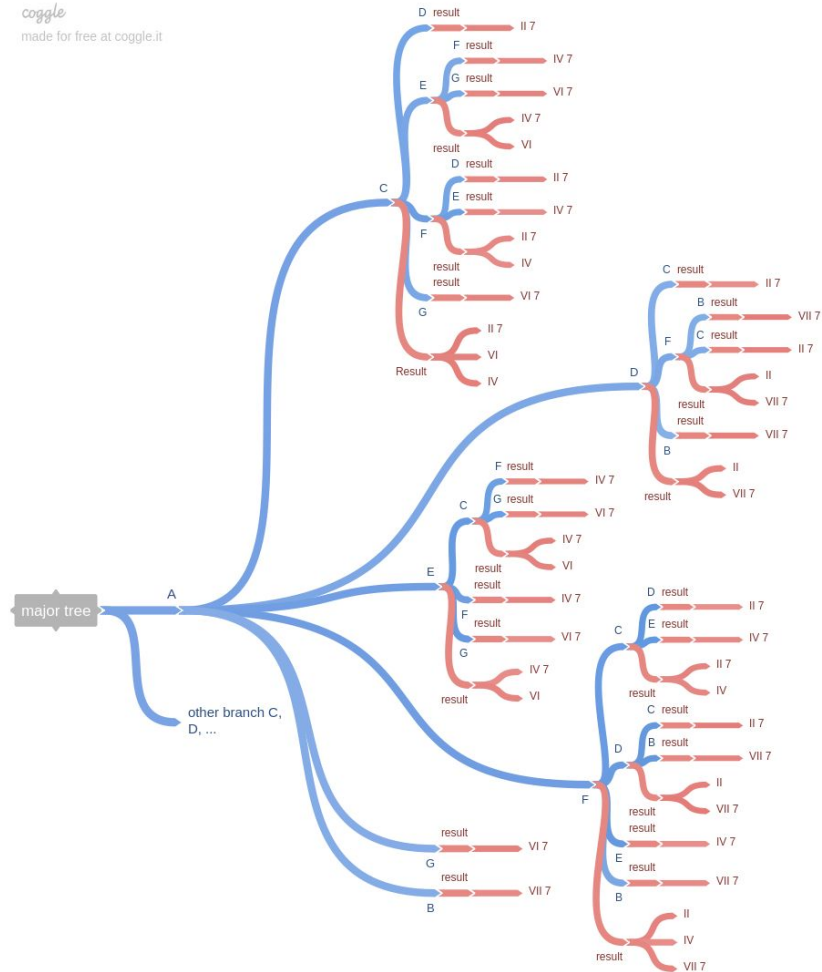 coggle
made for free at coggle.it
D result
II 7
F result
IV 7
G result
VI 7
E
IV 7
result
VI
D result
II 7
E result
IV 7
C
F
II 7
result
IV
result
VI 7
G
II 7
Result
VI
IV
C result
II 7
B result
VII 7
C result
II 7
F
II
result
VII 7
D
result
VII 7
B
II
result
VII 7
F result
IV 7
G result
VI 7
C
IV 7
result
VI
E
result
IV 7
F
result
VI 7
G
IV 7
result
VI
major tree
A
other branch C,
D, ...
D result
II 7
E result
IV 7
C
II 7
result
IV
C result
II 7
B result
VII 7
D
II
result
VII 7
F
result
IV 7
E
result
VII 7
B
II
result
IV
VII 7
result
VI 7
G
result
VII 7
B